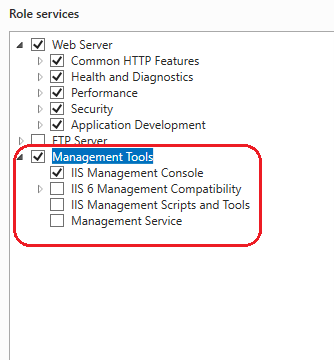 Role services
Web Server
Common HTTP Features
Health and Diagnostics
Performance
Security
Application Development
FTP Server
Management Tools
IIS Management Console
IIS 6 Management Compatibility
IIS Management Scripts and Tools
Management Service